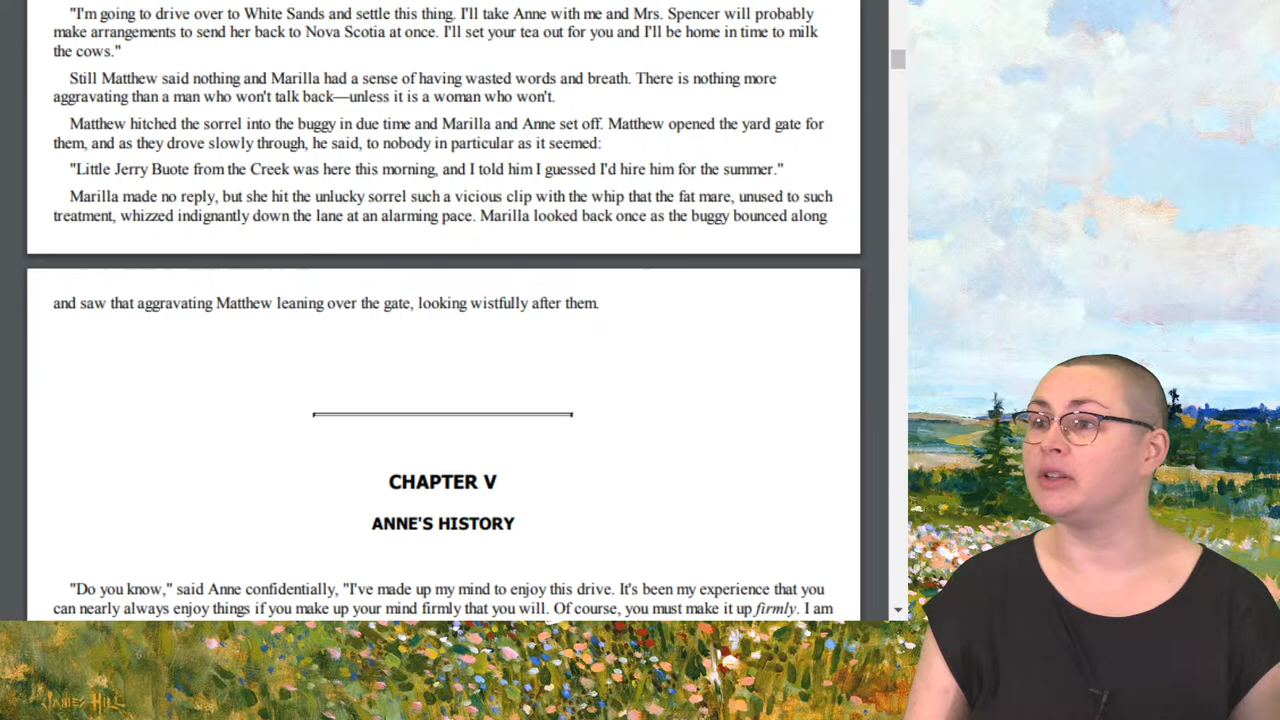 "I'm going to drive over to White Sands and settle this thing. I'll take Anne with me and Mrs. Spencer will probably
make arrangements to send her back to Nova Scotia at once. I'll set your tea out for you and I'll be home in time to milk
the cows."
Still Matthew said nothing and Marilla had a sense of having wasted words and breath. There is nothing more
aggravating than a man who won't talk back—unless it is a woman who won't.
Matthew hitched the sorrel into the buggy in due time and Marilla and Anne set off. Matthew opened the yard gate for
them, and as they drove slowly through, he said, to nobody in particular as it seemed:
"Little Jerry Buote from the Creek was here this morning, and I told him I guessed I'd hire him for the summer."
Marilla made no reply, but she hit the unlucky sorrel such a vicious clip with the whip that the fat mare, unused to such
treatment, whizzed indignantly down the lane at an alarming pace. Marilla looked back once as the buggy bounced along
and saw that aggravating Matthew leaning over the gate, looking wistfully after them.
CHAPTER V
ANNE'S HISTORY
"Do you know," said Anne confidentially, "I've made up my mind to enjoy this drive. It's been my experience that you
can nearly always enjoy things if you make up your mind firmly that you will. Of course, you must make it up firmly. I am
JAMES HILL